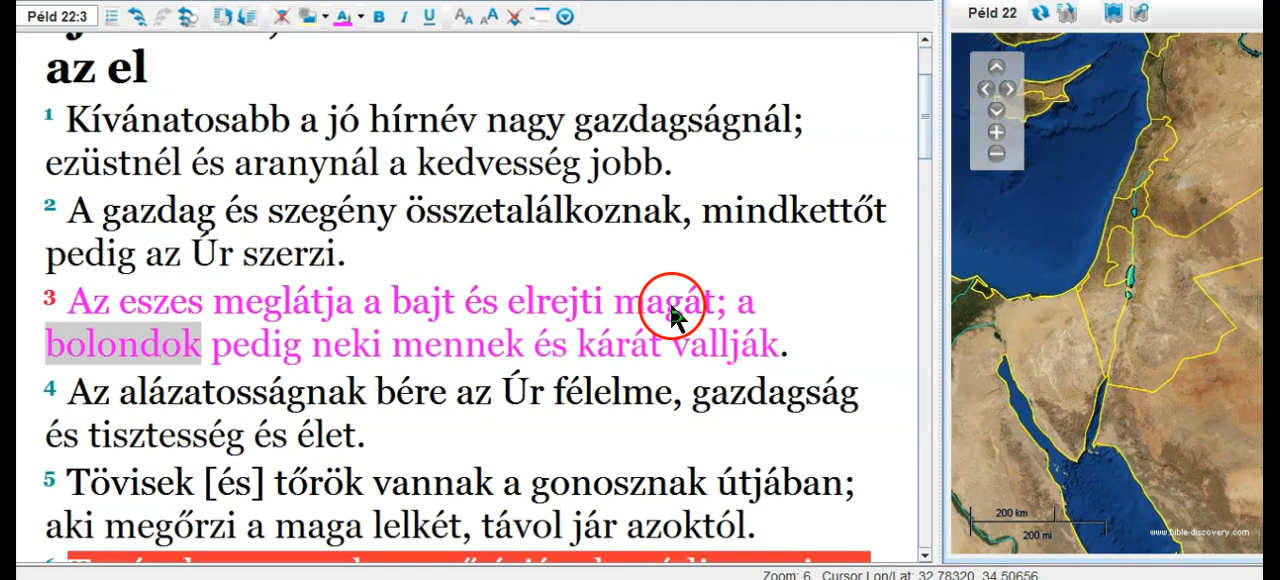 Péld 22:3
Péld 22
az el
1 Kívánatosabb a jó hírnév nagy gazdagságnál;
ezüstnél és aranynál a kedvesség jobb.
2 A gazdag és szegény összetalálkoznak, mindkettőt
pedig az Úr szerzi.
3 Az eszes meglátja a bajt és elrejti magát; a
bolondok pedig neki mennek és kárát vallják.
4 Az alázatosságnak bére az Úr félelme, gazdagság
és tisztesség és élet.
5 Tövisek [és] tőrök vannak a gonosznak útjában;
aki megőrzi a maga lelkét, távol jár azoktól.
200 km
200 mi
www.bible-discovery.com
Zoom: 6 Cursor Lon/Lat: 32.78320, 34.50656